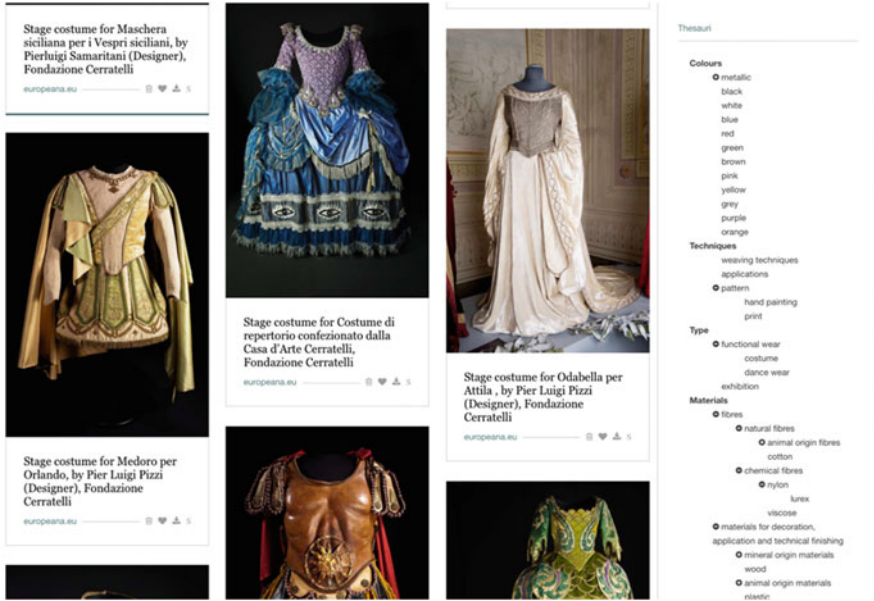 Stage costume for Maschera
siciliana per i Vespri siciliani, by
Pierluigi Samaritani (Designer),
Fondazione Cerratelli
europeana.eu
5
Stage costume for Medoro per
Orlando, by Pier Luigi Pizzi
(Designer), Fondazione
Cerratelli
europeana.eu
5
Stage costume for Costume di
repertorio confezionato dalla
Casa d'Arte Cerratelli,
Fondazione Cerratelli
europeana.eu
5
Stage costume for Odabella per
Attila , by Pier Luigi Pizzi
(Designer), Fondazione
Cerratelli
europeana.eu
5
Thesauri
Colours
metallic
black
white
blue
red
green
brown
pink
yellow
grey
purple
orange
Techniques
weaving techniques
applications
pattern
hand painting
print
Type
functional wear
costume
dance wear
exhibition
Materials
fibres
natural fibres
animal origin fibres
cotton
chemical fibres
nylon
lurex
viscose
materials for decoration,
application and technical finishing
mineral origin materials
wood
animal origin materials
plastic